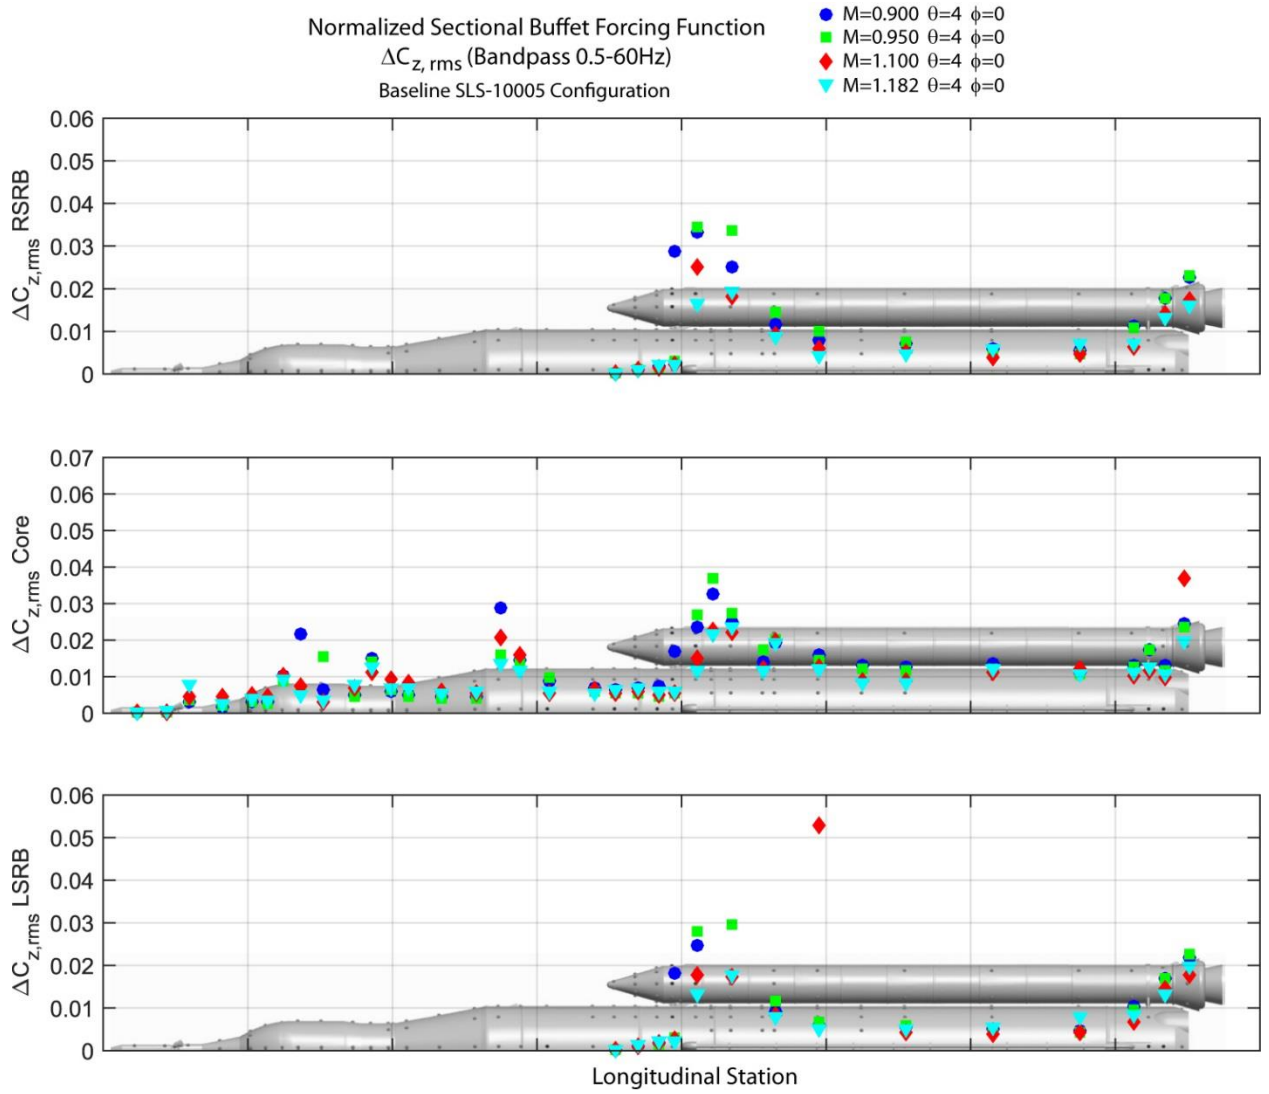 Normalized Sectional Buffet Forcing Function
ΔC_z, rms (Bandpass 0.5-60Hz)
Baseline SLS-10005 Configuration
M=0.900 θ=4 ϕ=0
M=0.950 θ=4 ϕ=0
M=1.100 θ=4 ϕ=0
M=1.182 θ=4 ϕ=0
ΔC_z,rms RSRB
0.06
0.05
0.04
0.03
0.02
0.01
0
ΔC_z,rms Core
0.07
0.06
0.05
0.04
0.03
0.02
0.01
0
ΔC_z,rms LSRB
0.06
0.05
0.04
0.03
0.02
0.01
0
Longitudinal Station